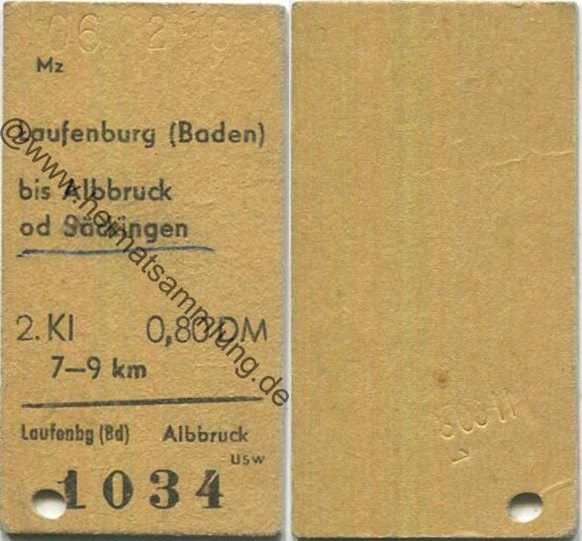 Mz
Laufenburg (Baden)
bis Albbruck
od Säckingen
2. Kl 0,80 DM
7–9 km
Laufenbg (Bd) Albbruck
usw
1034
@www.heimatsammlung.de